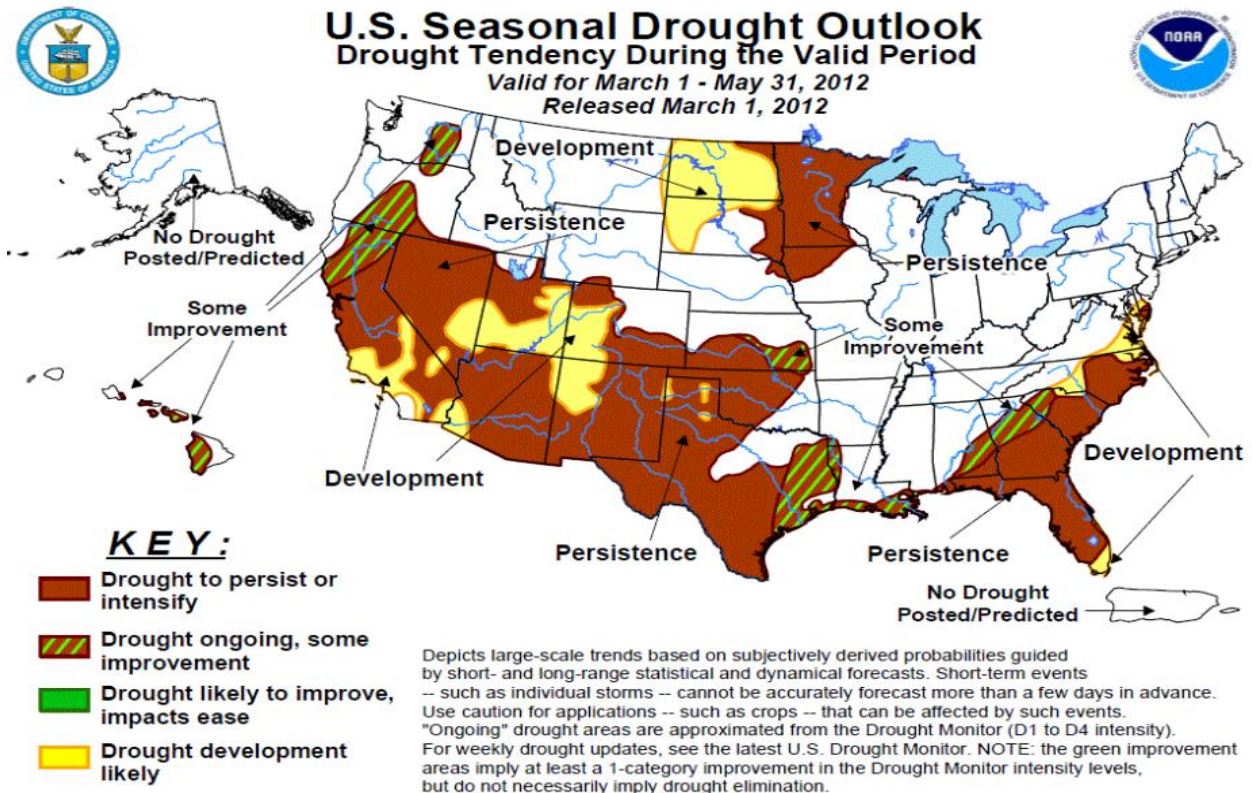 U.S. Seasonal Drought Outlook
Drought Tendency During the Valid Period
Valid for March 1 - May 31, 2012
Released March 1, 2012
DEPARTMENT OF COMMERCE
UNITED STATES OF AMERICA
NOAA
Development
Persistence
No Drought
Posted/Predicted
Persistence
Some
Improvement
Some
Improvement
Development
Development
Persistence
Persistence
No Drought
Posted/Predicted
KEY:
Drought to persist or
intensify
Drought ongoing, some
improvement
Drought likely to improve,
impacts ease
Drought development
likely
Depicts large-scale trends based on subjectively derived probabilities guided
by short- and long-range statistical and dynamical forecasts. Short-term events
-- such as individual storms -- cannot be accurately forecast more than a few days in advance.
Use caution for applications -- such as crops -- that can be affected by such events.
"Ongoing" drought areas are approximated from the Drought Monitor (D1 to D4 intensity).
For weekly drought updates, see the latest U.S. Drought Monitor. NOTE: the green improvement
areas imply at least a 1-category improvement in the Drought Monitor intensity levels,
but do not necessarily imply drought elimination.